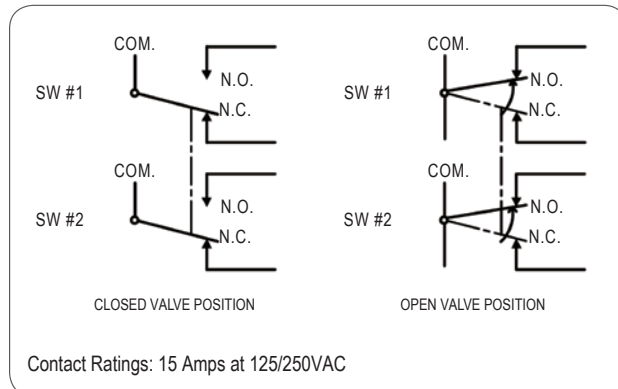 COM.
N.O.
SW #1
N.C.
COM.
N.O.
SW #2
N.C.
CLOSED VALVE POSITION
COM.
N.O.
SW #1
N.C.
COM.
N.O.
SW #2
N.C.
OPEN VALVE POSITION
Contact Ratings: 15 Amps at 125/250VAC